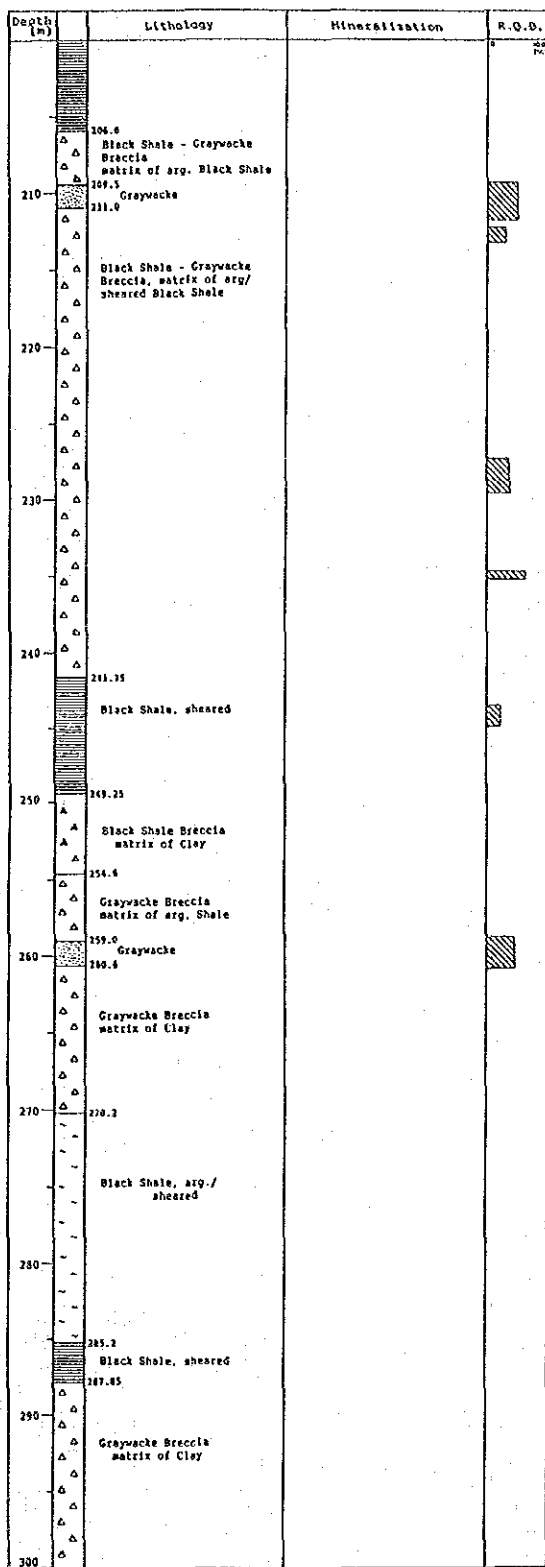 Depth [m] Lithology Mineralisation R.Q.D.
0
206.0
Black Shale - Graywacke
Breccia
matrix of arg. Black Shale
209.5
210
Graywacke
211.0
Black Shale - Graywacke
Breccia, matrix of arg/
sheared Black Shale
220
230
240
241.35
Black Shale, sheared
249.25
250
Black Shale Breccia
matrix of Clay
254.6
Graywacke Breccia
matrix of arg. Shale
259.0
Graywacke
260
260.6
Graywacke Breccia
matrix of Clay
270
270.2
Black Shale, arg./
sheared
280
285.2
Black Shale, sheared
287.85
290
Graywacke Breccia
matrix of Clay
300